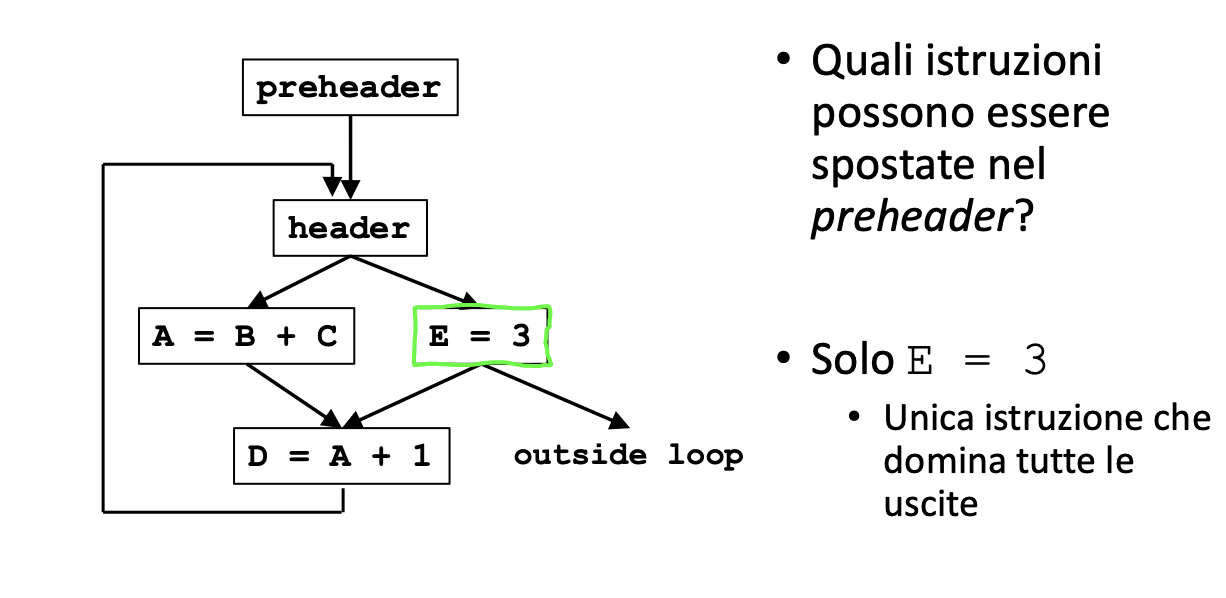 preheader
header
A = B + C
E = 3
D = A + 1
outside loop
• Quali istruzioni
possono essere
spostate nel
preheader?
• Solo E = 3
• Unica istruzione che
domina tutte le
uscite